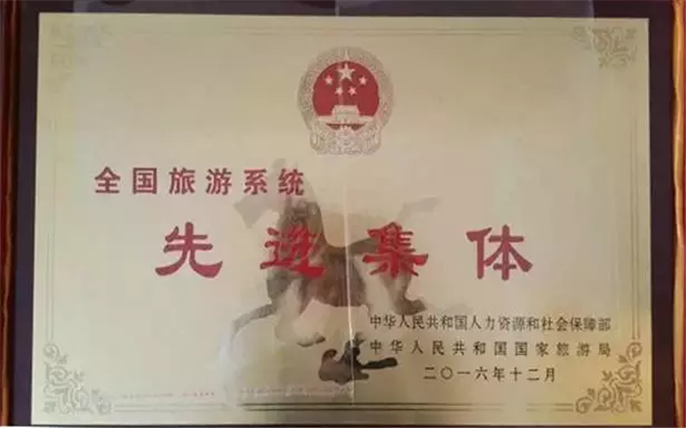 全国旅游系统
先进集体
中华人民共和国人力资源和社会保障部
中华人民共和国国家旅游局
二〇一六年十二月